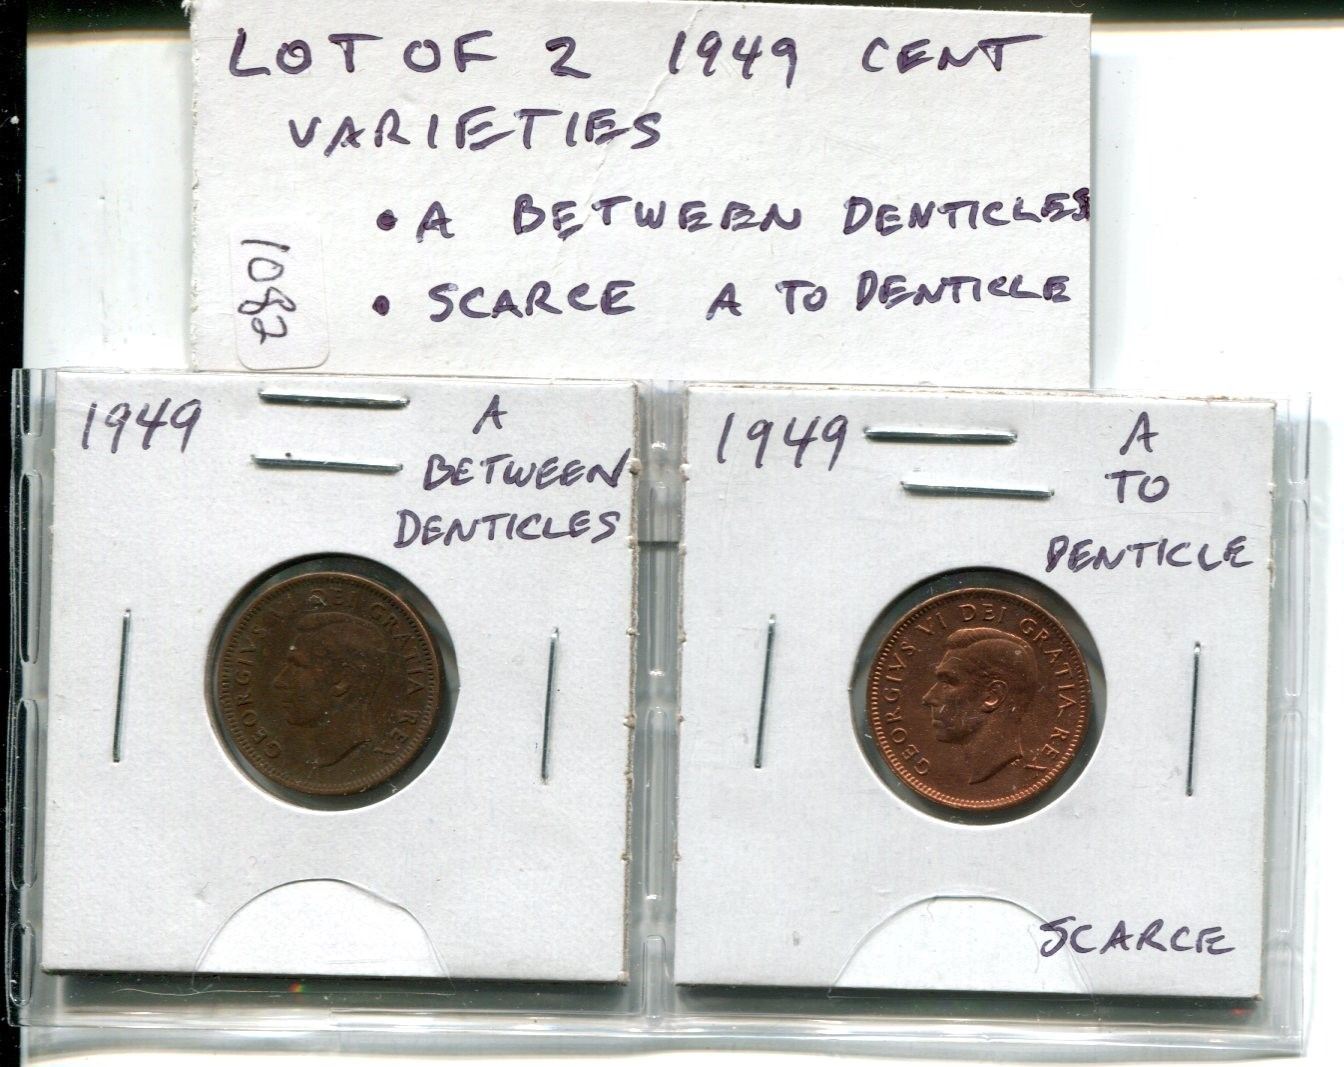 LOT OF 2 1949 CENT
VARIETIES
• A BETWEEN DENTICLES
• SCARCE A TO DENTICLE
1082
1949
A
BETWEEN
DENTICLES
GEORGIVS VI DEI GRATIA REX
1949
A
TO
DENTICLE
GEORGIVS VI DEI GRATIA REX
SCARCE